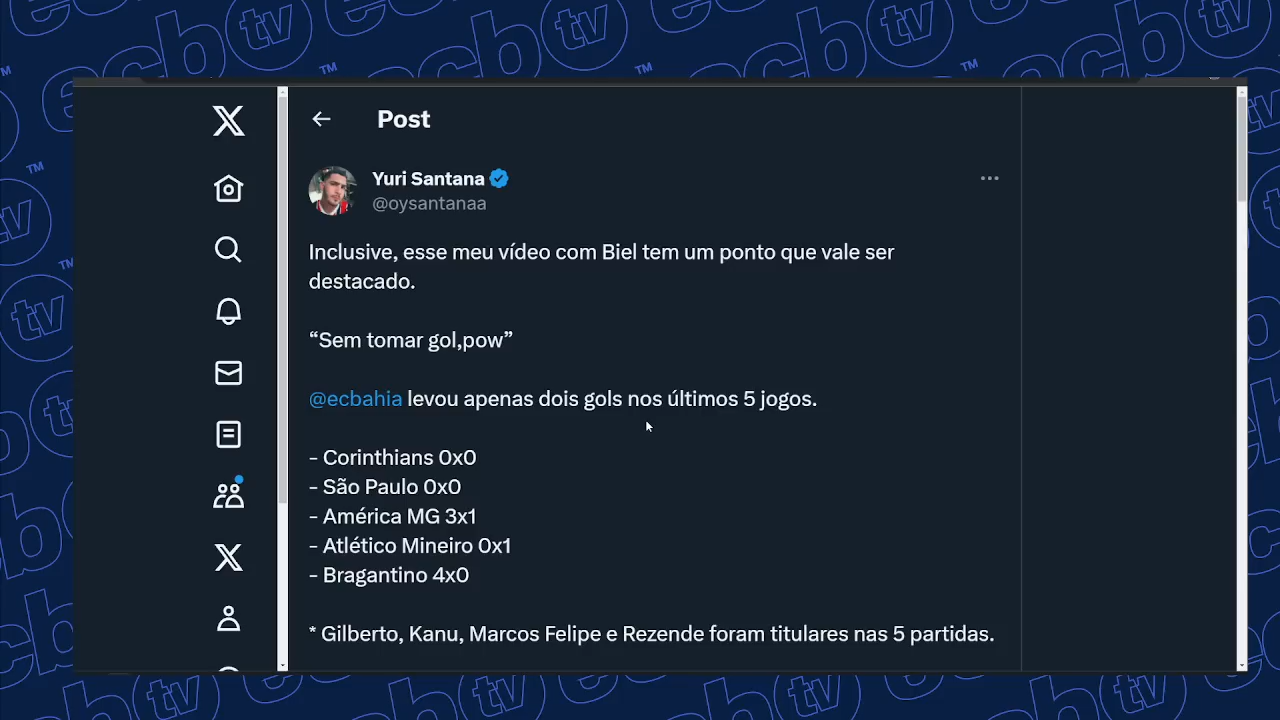 Post
Yuri Santana
@oysantanaa
Inclusive, esse meu vídeo com Biel tem um ponto que vale ser
destacado.
“Sem tomar gol,pow”
@ecbahia levou apenas dois gols nos últimos 5 jogos.
- Corinthians 0x0
- São Paulo 0x0
- América MG 3x1
- Atlético Mineiro 0x1
- Bragantino 4x0
* Gilberto, Kanu, Marcos Felipe e Rezende foram titulares nas 5 partidas.
ecbtv
TM